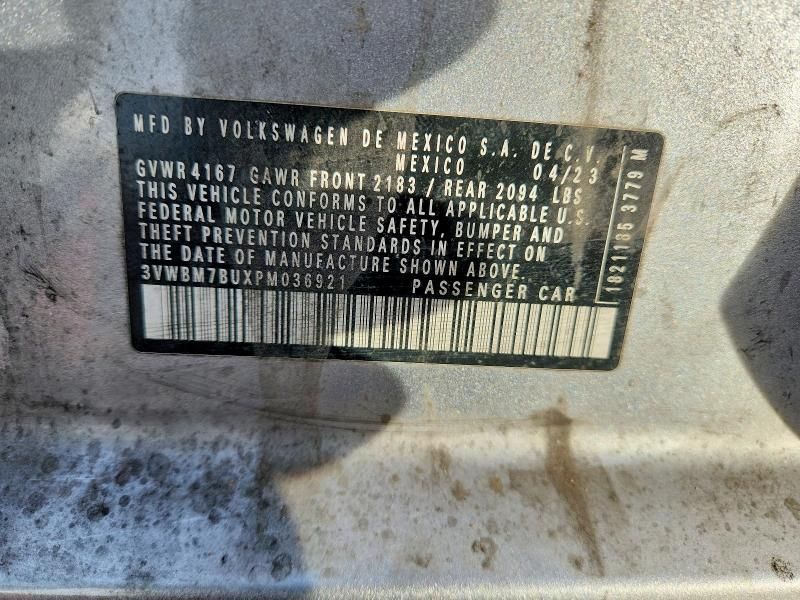 MFD BY VOLKSWAGEN DE MEXICO S.A. DE C.V.
MEXICO 04/23
GVWR 4167 GAWR FRONT 2183 / REAR 2094 LBS
THIS VEHICLE CONFORMS TO ALL APPLICABLE U.S.
FEDERAL MOTOR VEHICLE SAFETY, BUMPER AND
THEFT PREVENTION STANDARDS IN EFFECT ON
THE DATE OF MANUFACTURE SHOWN ABOVE.
3VWBM7BUXPM036921 PASSENGER CAR
1821185 3779 M